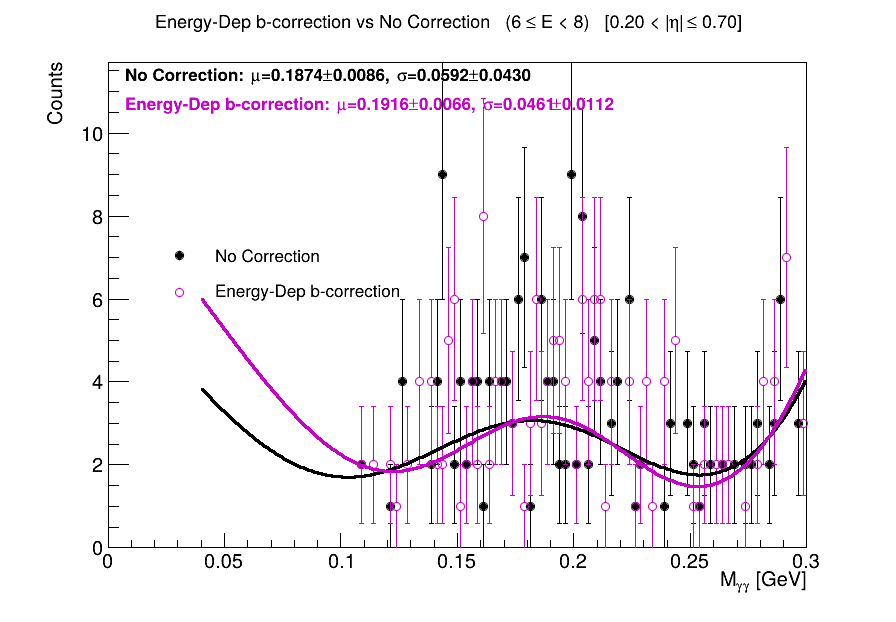 Energy-Dep b-correction vs No Correction (6 ≤ E < 8) [0.20 < |η| ≤ 0.70]
Counts
No Correction: μ=0.1874±0.0086, σ=0.0592±0.0430
Energy-Dep b-correction: μ=0.1916±0.0066, σ=0.0461±0.0112
10
8
No Correction
Energy-Dep b-correction
6
4
2
0
0 0.05 0.1 0.15 0.2 0.25 0.3
M_γγ [GeV]